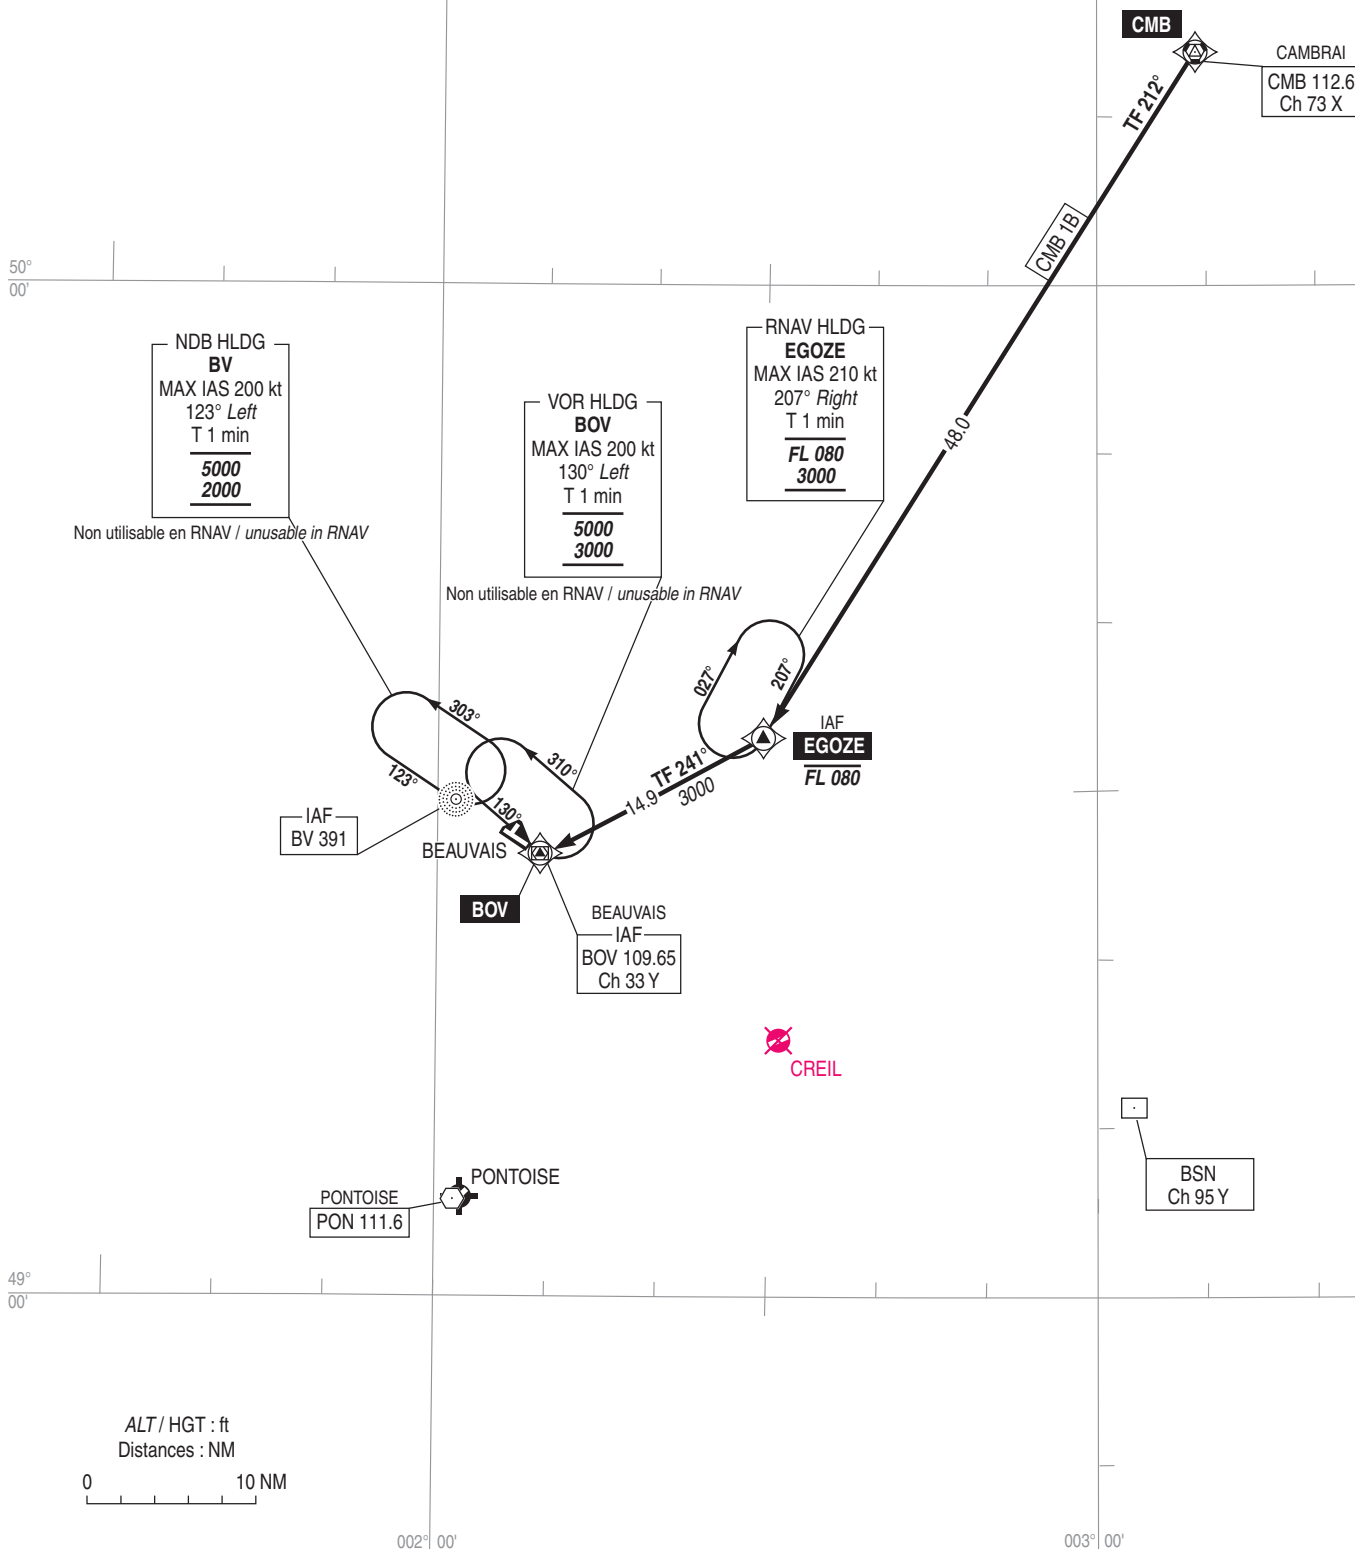 CMB
CAMBRAI
CMB 112.6
Ch 73 X
TF 212°
CMB 1B
50°
00'
NDB HLDG
BV
MAX IAS 200 kt
123° Left
T 1 min
5000
2000
Non utilisable en RNAV / unusable in RNAV
VOR HLDG
BOV
MAX IAS 200 kt
130° Left
T 1 min
5000
3000
Non utilisable en RNAV / unusable in RNAV
RNAV HLDG
EGOZE
MAX IAS 210 kt
207° Right
T 1 min
FL 080
3000
48.0
027°
207°
303°
123°
310°
130°
IAF
EGOZE
FL 080
TF 241°
14.9
3000
IAF
BV 391
BEAUVAIS
BOV
BEAUVAIS
IAF
BOV 109.65
Ch 33 Y
CREIL
BSN
Ch 95 Y
PONTOISE
PONTOISE
PON 111.6
49°
00'
ALT / HGT : ft
Distances : NM
0 10 NM
002° 00'
003° 00'